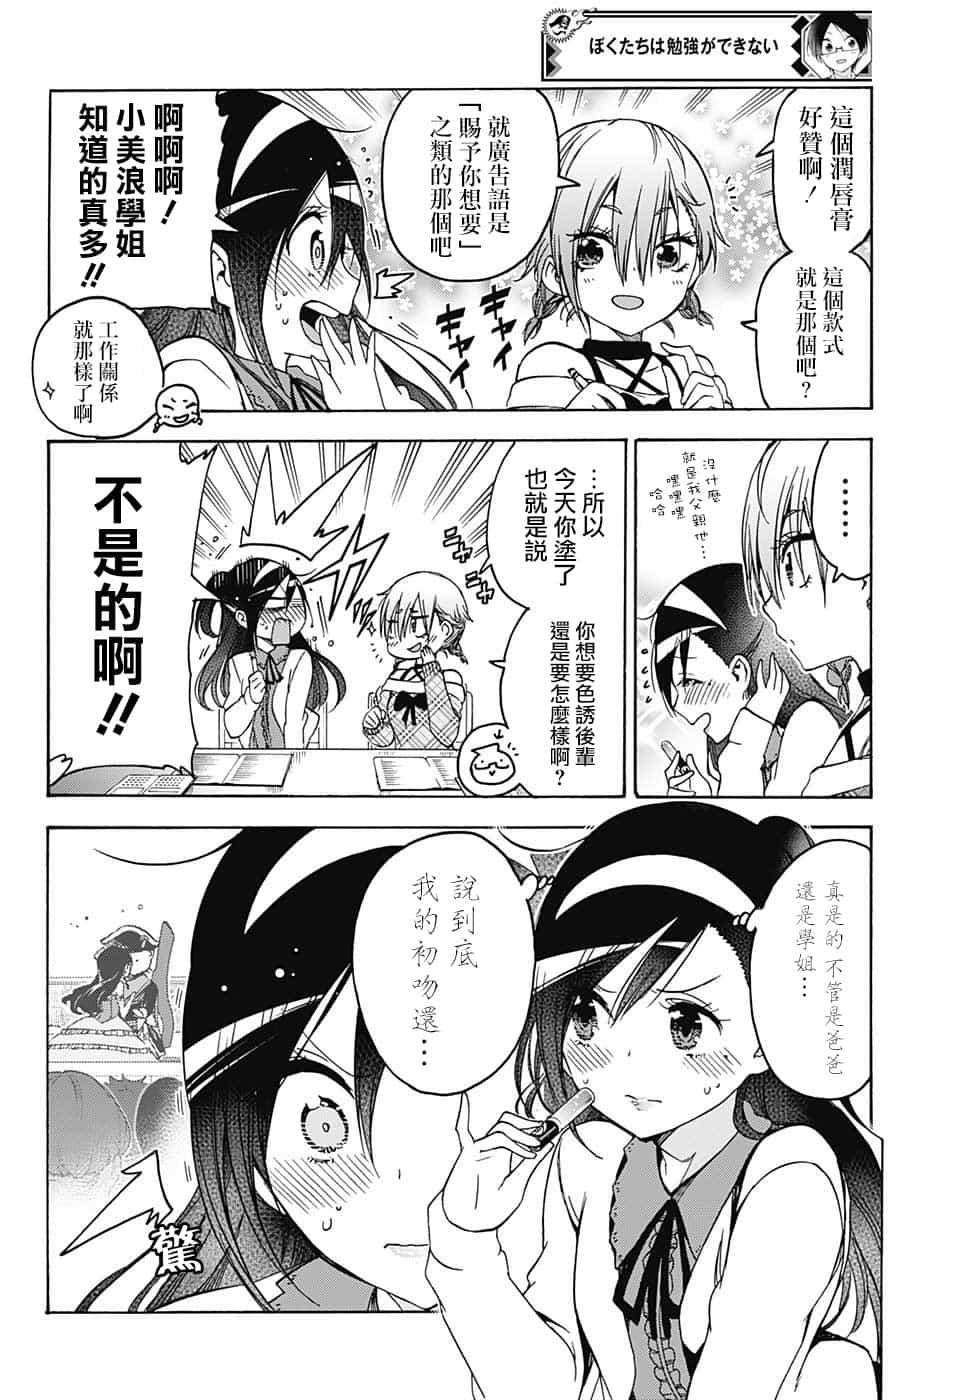 ぼくたちは勉強ができない
這個潤唇膏
好贊啊！
這個款式
就是那個吧？
就廣告語是
「賜予你想要」
之類的那個吧
キャイ
キャイ
啊啊啊！
小美浪學姐
知道的真多！！
工作關係
就那樣了啊
……
沒什麼
就是我父親他…
嘿嘿嘿
哈哈
…所以
今天你塗了
也就是說
你想要色誘後輩
還是要怎麼樣啊？
ニャ
ニャ
不是的啊！！
真是的 不管是爸爸
還是學姐…
說到底
我的初吻還…
驚